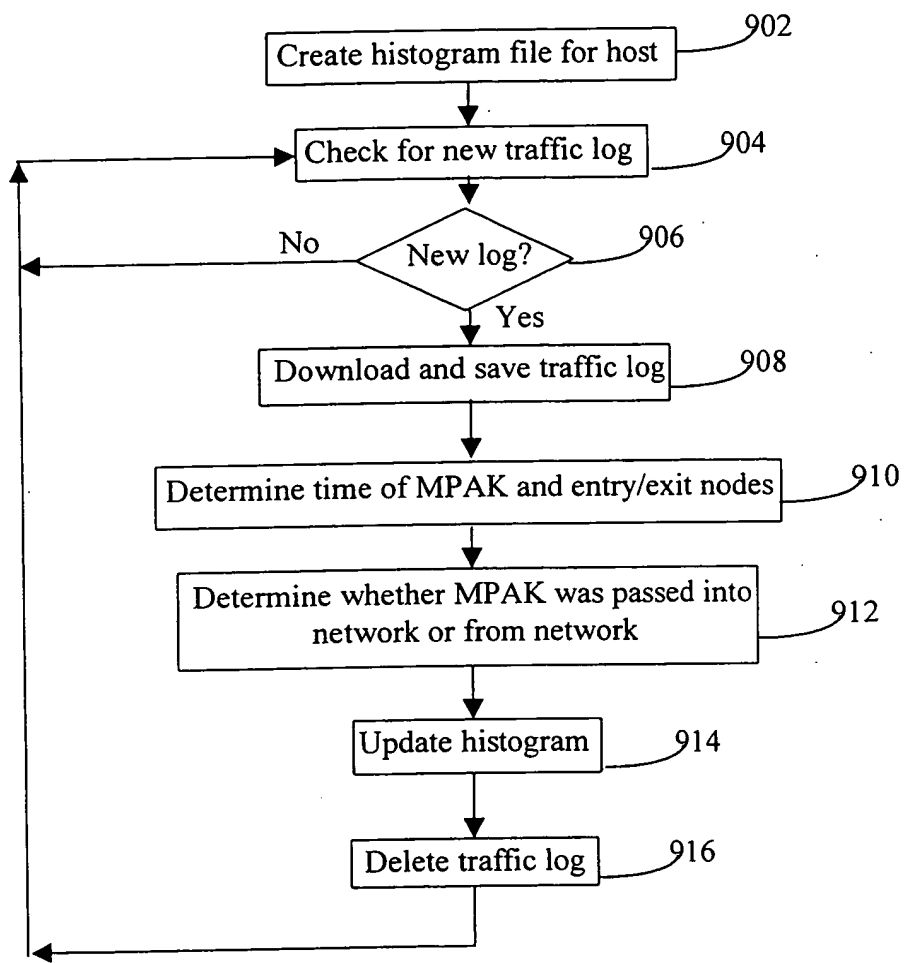 902
Create histogram file for host
Check for new traffic log
904
No
New log?
906
Yes
Download and save traffic log
908
Determine time of MPAK and entry/exit nodes
910
Determine whether MPAK was passed into
network or from network
912
Update histogram
914
Delete traffic log
916